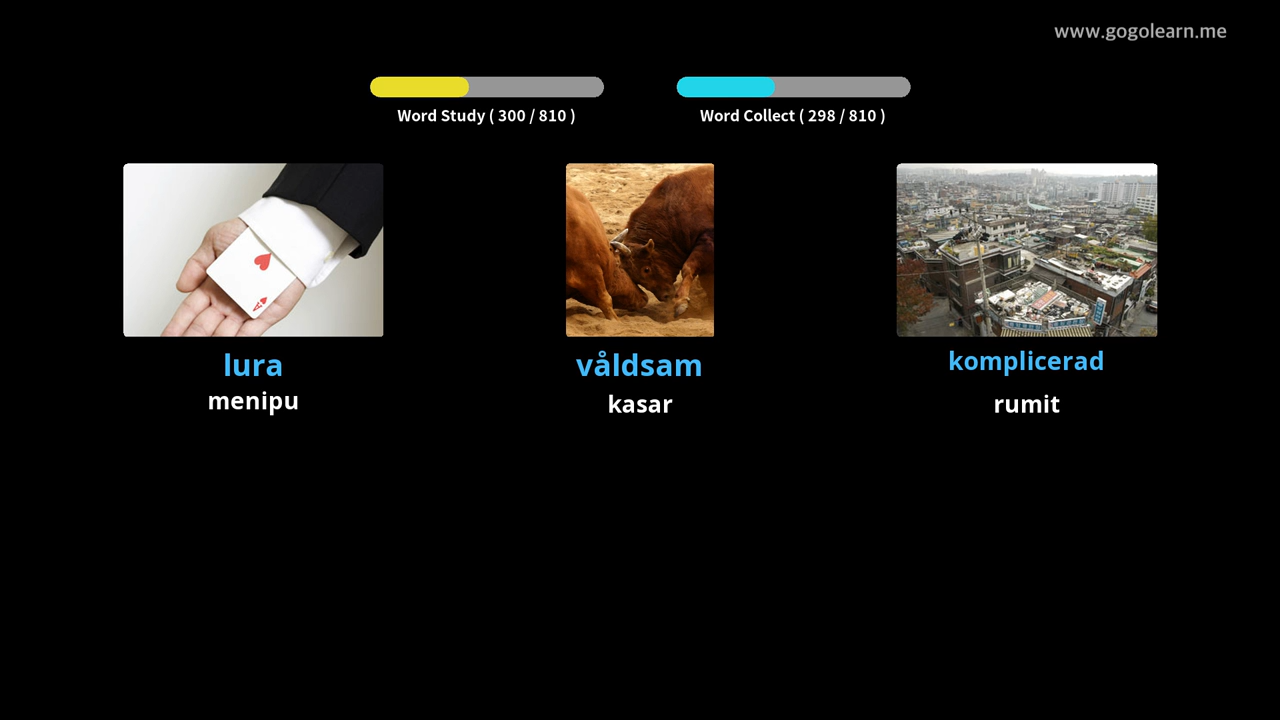 www.gogolearn.me
Word Study ( 300 / 810 )
Word Collect ( 298 / 810 )
lura
menipu
våldsam
kasar
komplicerad
rumit